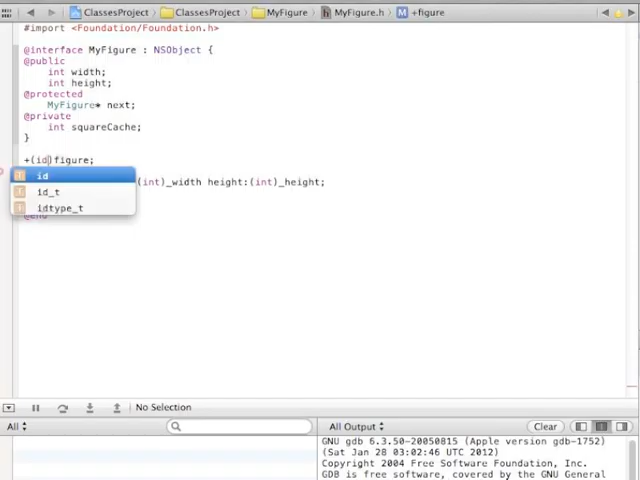 ClassesProject ClassesProject MyFigure MyFigure.h M +figure
#import <Foundation/Foundation.h>
@interface MyFigure : NSObject {
@public
int width;
int height;
@protected
MyFigure* next;
@private
int squareCache;
}
+(id)figure;
id
(int)_width height:(int)_height;
id_t
idtype_t
@end
No Selection
All All Output Clear
GNU gdb 6.3.50-20050815 (Apple version gdb-1752)
(Sat Jan 28 03:02:46 UTC 2012)
Copyright 2004 Free Software Foundation, Inc.
GDB is free software, covered by the GNU General